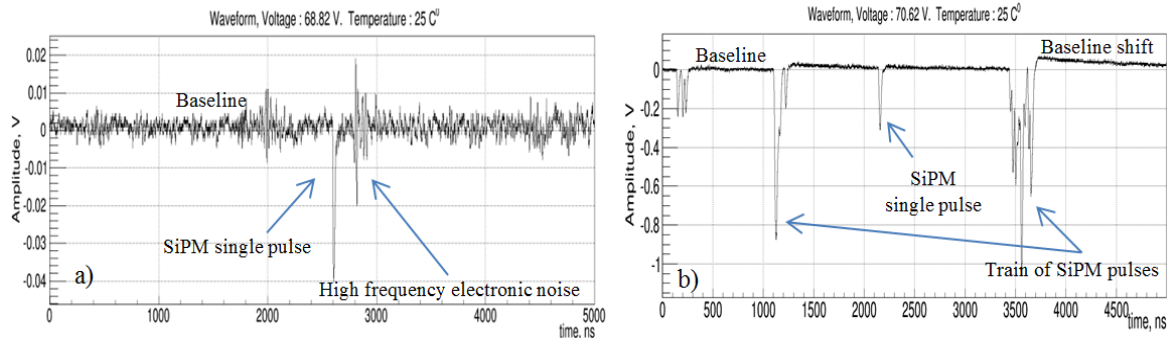 Waveform, Voltage : 68.82 V. Temperature : 25 C⁰
0.02
0.01
0
-0.01
-0.02
-0.03
-0.04
Amplitude, V
Baseline
SiPM single pulse
High frequency electronic noise
a)
0 1000 2000 3000 4000 5000
time, ns
Waveform, Voltage : 70.62 V. Temperature : 25 C⁰
0
-0.2
-0.4
-0.6
-0.8
-1
Amplitude, V
Baseline
Baseline shift
SiPM
single pulse
Train of SiPM pulses
b)
0 500 1000 1500 2000 2500 3000 3500 4000 4500
time, ns